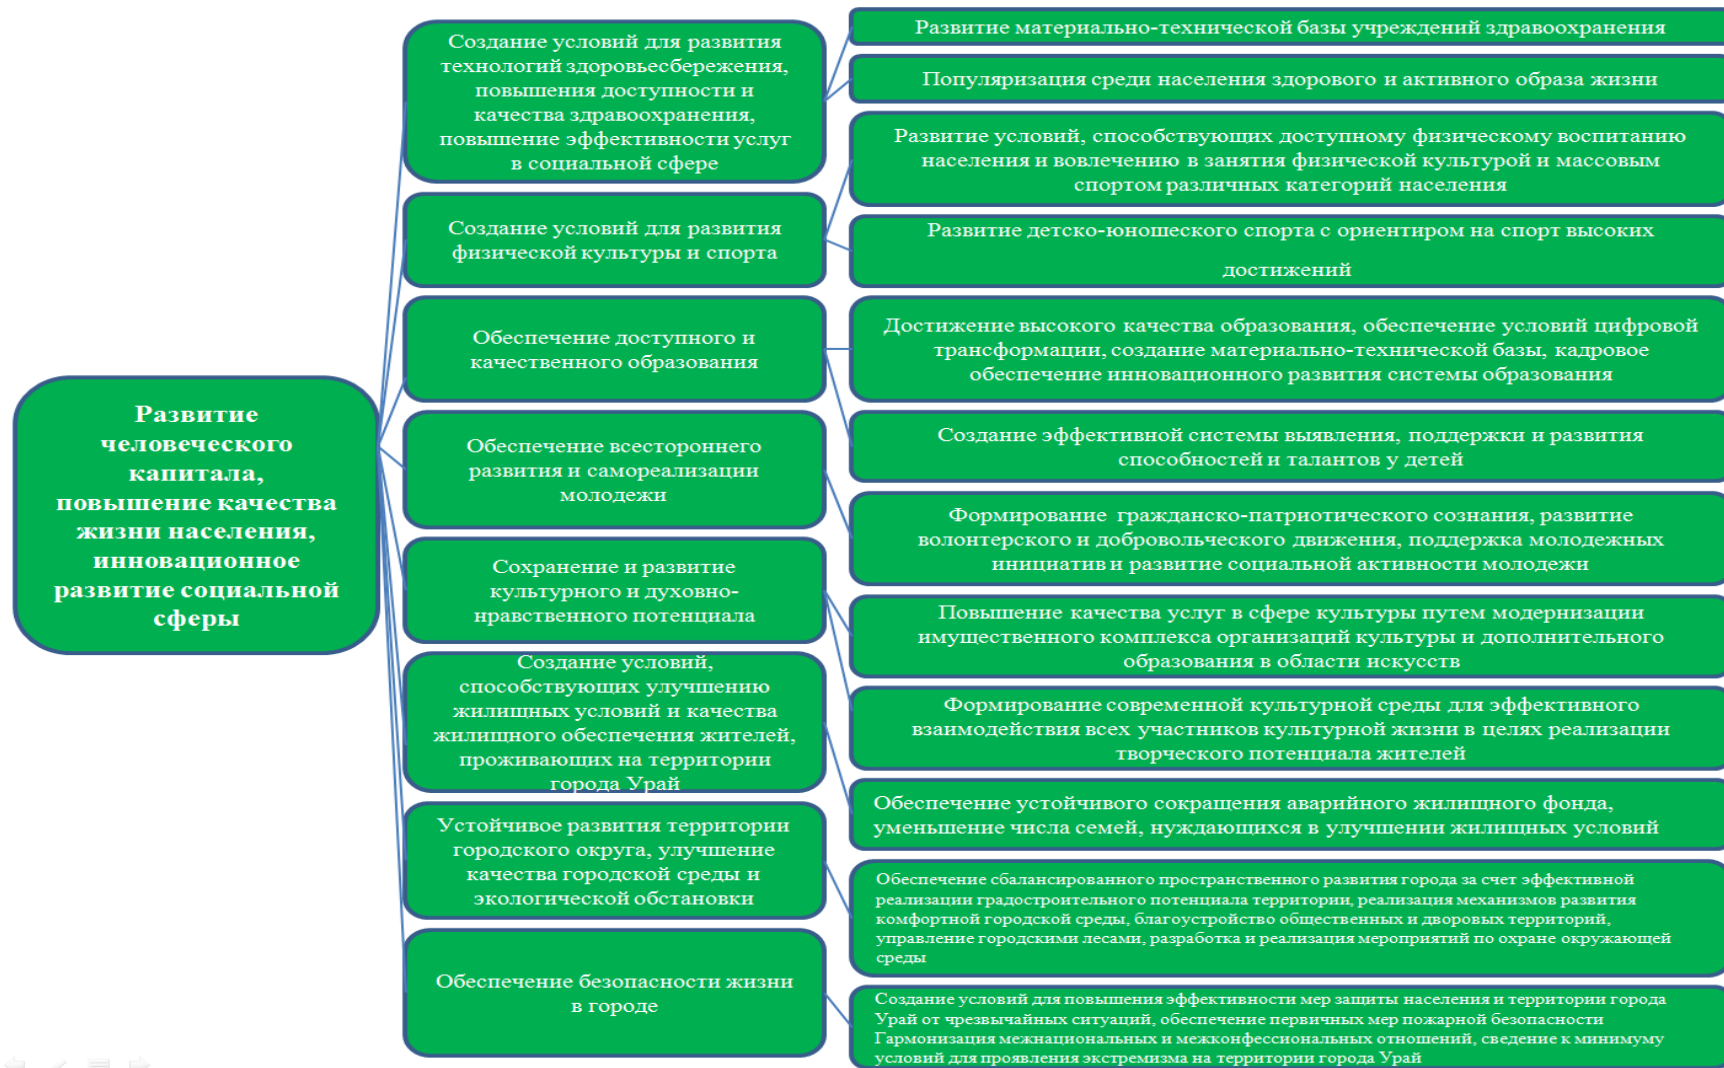 Развитие
человеческого
капитала,
повышение качества
жизни населения,
инновационное
развитие социальной
сферы
Создание условий для развития
технологий здоровьесбережения,
повышения доступности и
качества здравоохранения,
повышение эффективности услуг
в социальной сфере
Создание условий для развития
физической культуры и спорта
Обеспечение доступного и
качественного образования
Обеспечение всестороннего
развития и самореализации
молодежи
Сохранение и развитие
культурного и духовно-
нравственного потенциала
Создание условий,
способствующих улучшению
жилищных условий и качества
жилищного обеспечения жителей,
проживающих на территории
города Урай
Устойчивое развития территории
городского округа, улучшение
качества городской среды и
экологической обстановки
Обеспечение безопасности жизни
в городе
Развитие материально-технической базы учреждений здравоохранения
Популяризация среди населения здорового и активного образа жизни
Развитие условий, способствующих доступному физическому воспитанию
населения и вовлечению в занятия физической культурой и массовым
спортом различных категорий населения
Развитие детско-юношеского спорта с ориентиром на спорт высоких
достижений
Достижение высокого качества образования, обеспечение условий цифровой
трансформации, создание материально-технической базы, кадровое
обеспечение инновационного развития системы образования
Создание эффективной системы выявления, поддержки и развития
способностей и талантов у детей
Формирование гражданско-патриотического сознания, развитие
волонтерского и добровольческого движения, поддержка молодежных
инициатив и развитие социальной активности молодежи
Повышение качества услуг в сфере культуры путем модернизации
имущественного комплекса организаций культуры и дополнительного
образования в области искусств
Формирование современной культурной среды для эффективного
взаимодействия всех участников культурной жизни в целях реализации
творческого потенциала жителей
Обеспечение устойчивого сокращения аварийного жилищного фонда,
уменьшение числа семей, нуждающихся в улучшении жилищных условий
Обеспечение сбалансированного пространственного развития города за счет эффективной
реализации градостроительного потенциала территории, реализация механизмов развития
комфортной городской среды, благоустройство общественных и дворовых территорий,
управление городскими лесами, разработка и реализация мероприятий по охране окружающей
среды
Создание условий для повышения эффективности мер защиты населения и территории города
Урай от чрезвычайных ситуаций, обеспечение первичных мер пожарной безопасности
Гармонизация межнациональных и межконфессиональных отношений, сведение к минимуму
условий для проявления экстремизма на территории города Урай